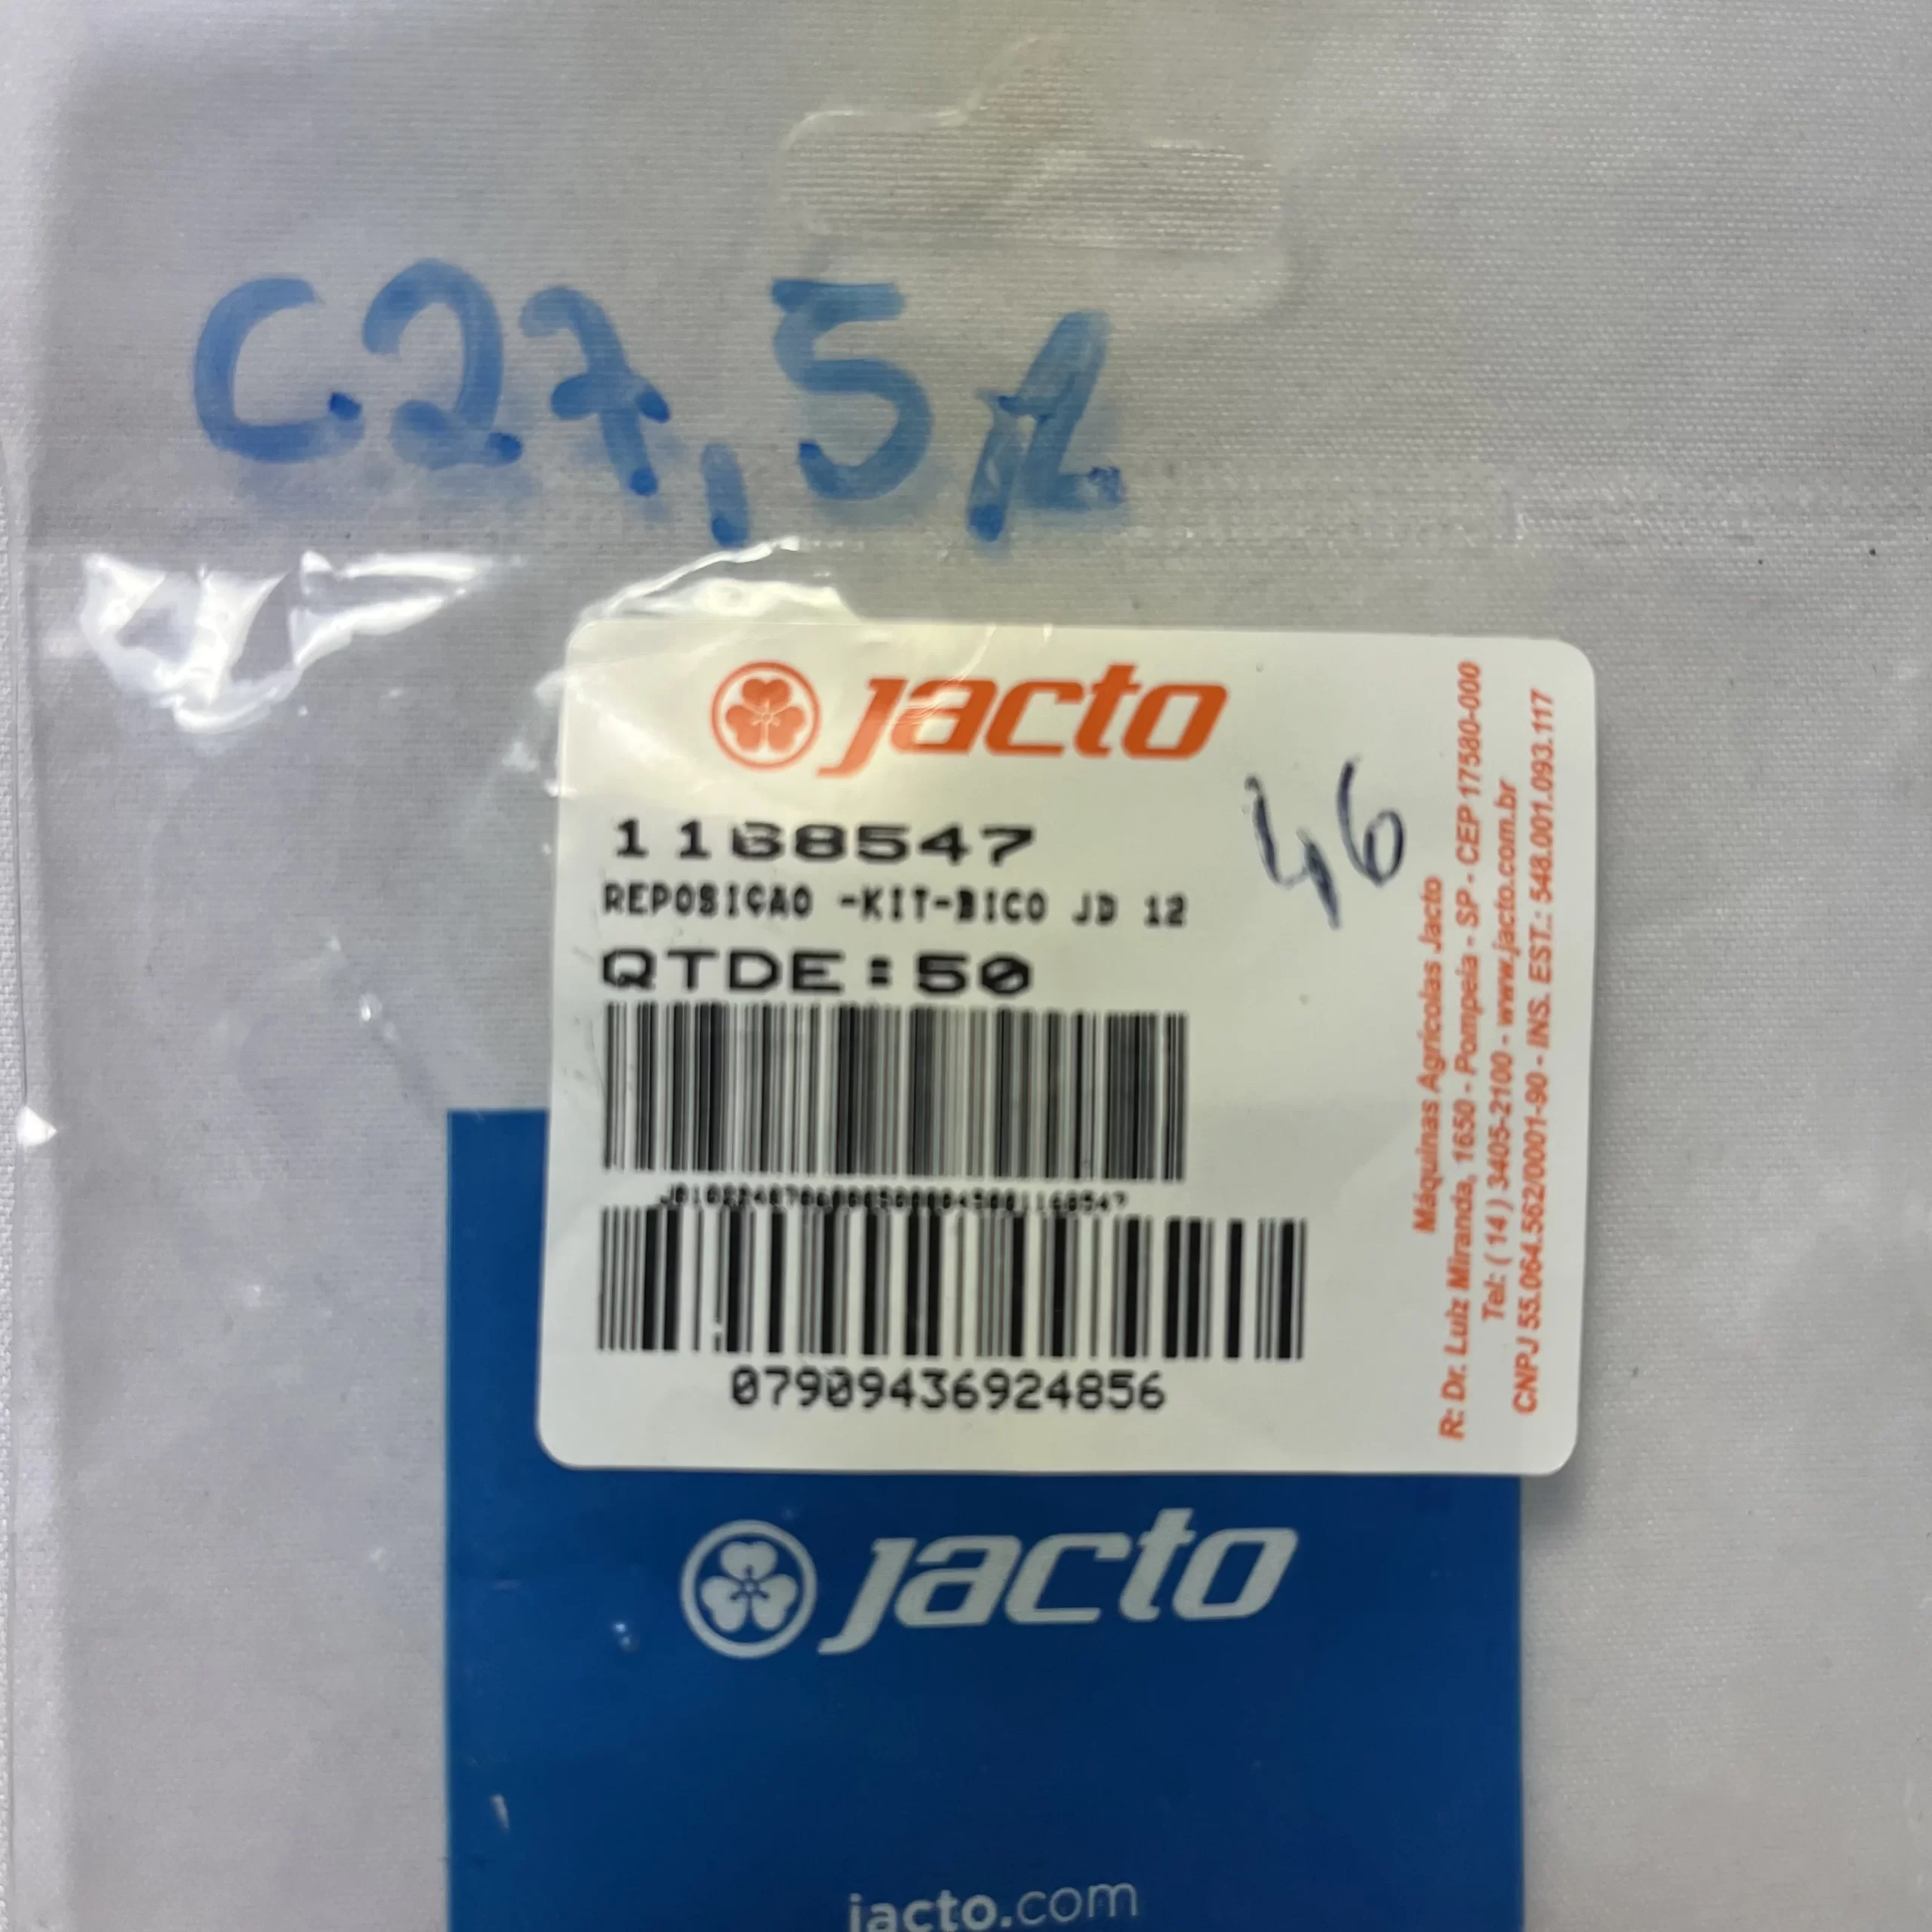 jacto
1168547
46
REPOSIÇAO -KIT-BICO JD 12
QTDE:50
07909436924856
Máquinas Agrícolas Jacto
R: Dr. Luiz Miranda, 1650 - Pompeia - SP - CEP 17580-000
Tel: ( 14 ) 3405-2100 - www.jacto.com.br
CNPJ 55.064.562/0001-90 - INS. EST.: 548.001.093.117
jacto
jacto.com